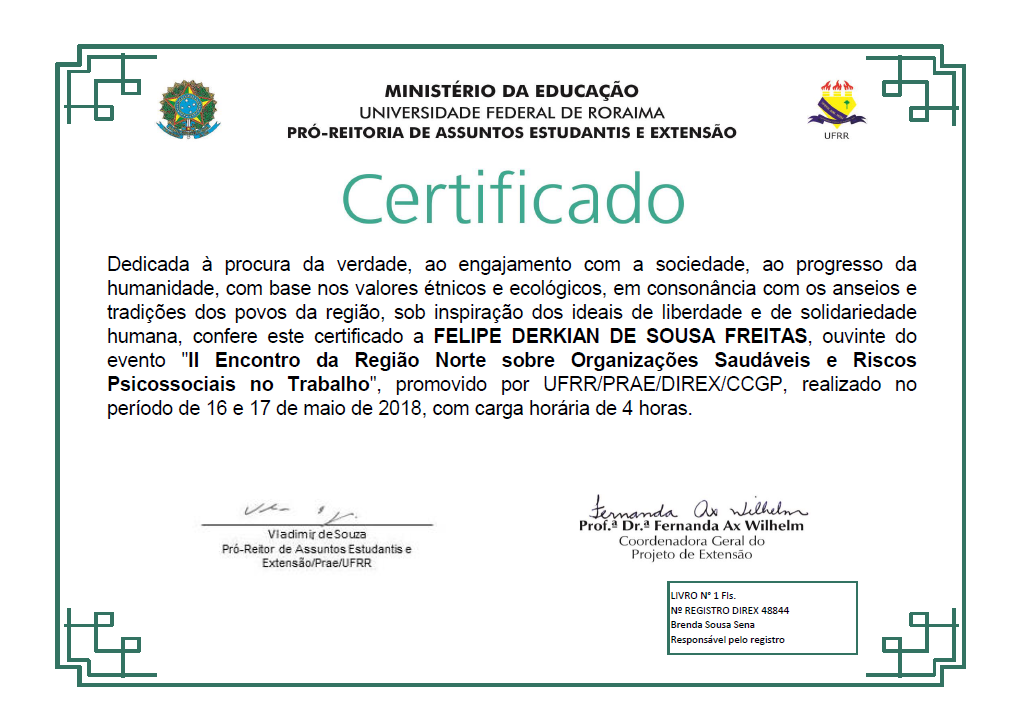 MINISTÉRIO DA EDUCAÇÃO
UNIVERSIDADE FEDERAL DE RORAIMA
PRÓ-REITORIA DE ASSUNTOS ESTUDANTIS E EXTENSÃO
UFRR
Certificado
Dedicada à procura da verdade, ao engajamento com a sociedade, ao progresso da
humanidade, com base nos valores étnicos e ecológicos, em consonância com os anseios e
tradições dos povos da região, sob inspiração dos ideais de liberdade e de solidariedade
humana, confere este certificado a FELIPE DERKIAN DE SOUSA FREITAS, ouvinte do
evento "II Encontro da Região Norte sobre Organizações Saudáveis e Riscos
Psicossociais no Trabalho", promovido por UFRR/PRAE/DIREX/CCGP, realizado no
período de 16 e 17 de maio de 2018, com carga horária de 4 horas.
Vladimir de Souza
Pró-Reitor de Assuntos Estudantis e
Extensão/Prae/UFRR
Fernanda Ax Wilhelm
Prof.ª Dr.ª Fernanda Ax Wilhelm
Coordenadora Geral do
Projeto de Extensão
LIVRO N° 1 Fls.
Nº REGISTRO DIREX 48844
Brenda Sousa Sena
Responsável pelo registro